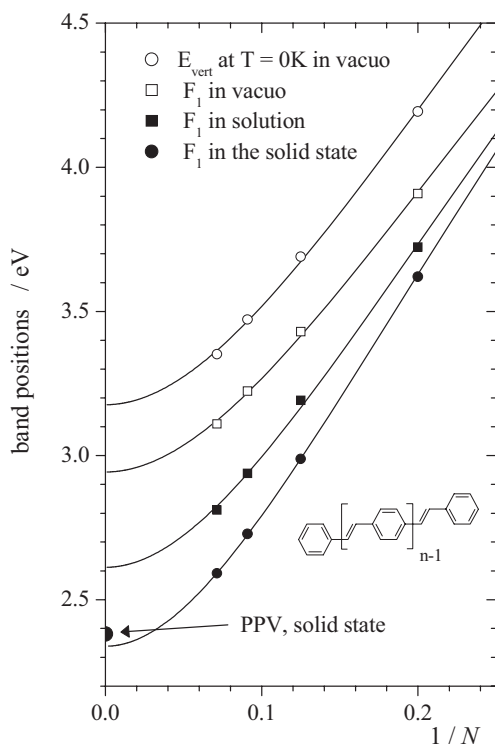 4.5
4.0
3.5
3.0
2.5
band positions / eV
E_vert at T = 0K in vacuo
F_1 in vacuo
F_1 in solution
F_1 in the solid state
n-1
PPV, solid state
0.0 0.1 0.2
1 / N